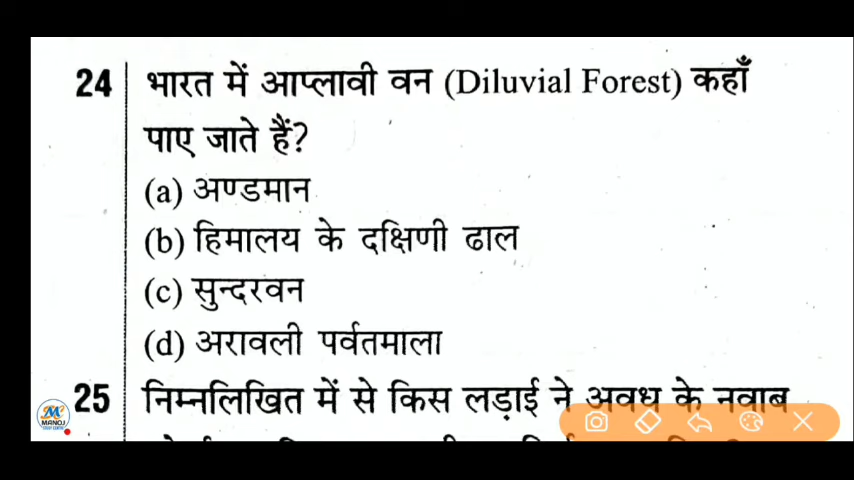 24 भारत में आप्लावी वन (Diluvial Forest) कहाँ
पाए जाते हैं?
(a) अण्डमान
(b) हिमालय के दक्षिणी ढाल
(c) सुन्दरवन
(d) अरावली पर्वतमाला
25 निम्नलिखित में से किस लड़ाई ने अवध के नवाब
MANOJ